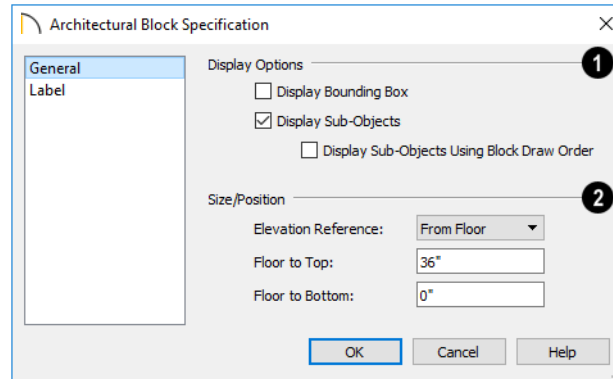 Architectural Block Specification
General
Label
Display Options
1
Display Bounding Box
Display Sub-Objects
Display Sub-Objects Using Block Draw Order
Size/Position
2
Elevation Reference: From Floor
Floor to Top: 36"
Floor to Bottom: 0"
OK Cancel Help